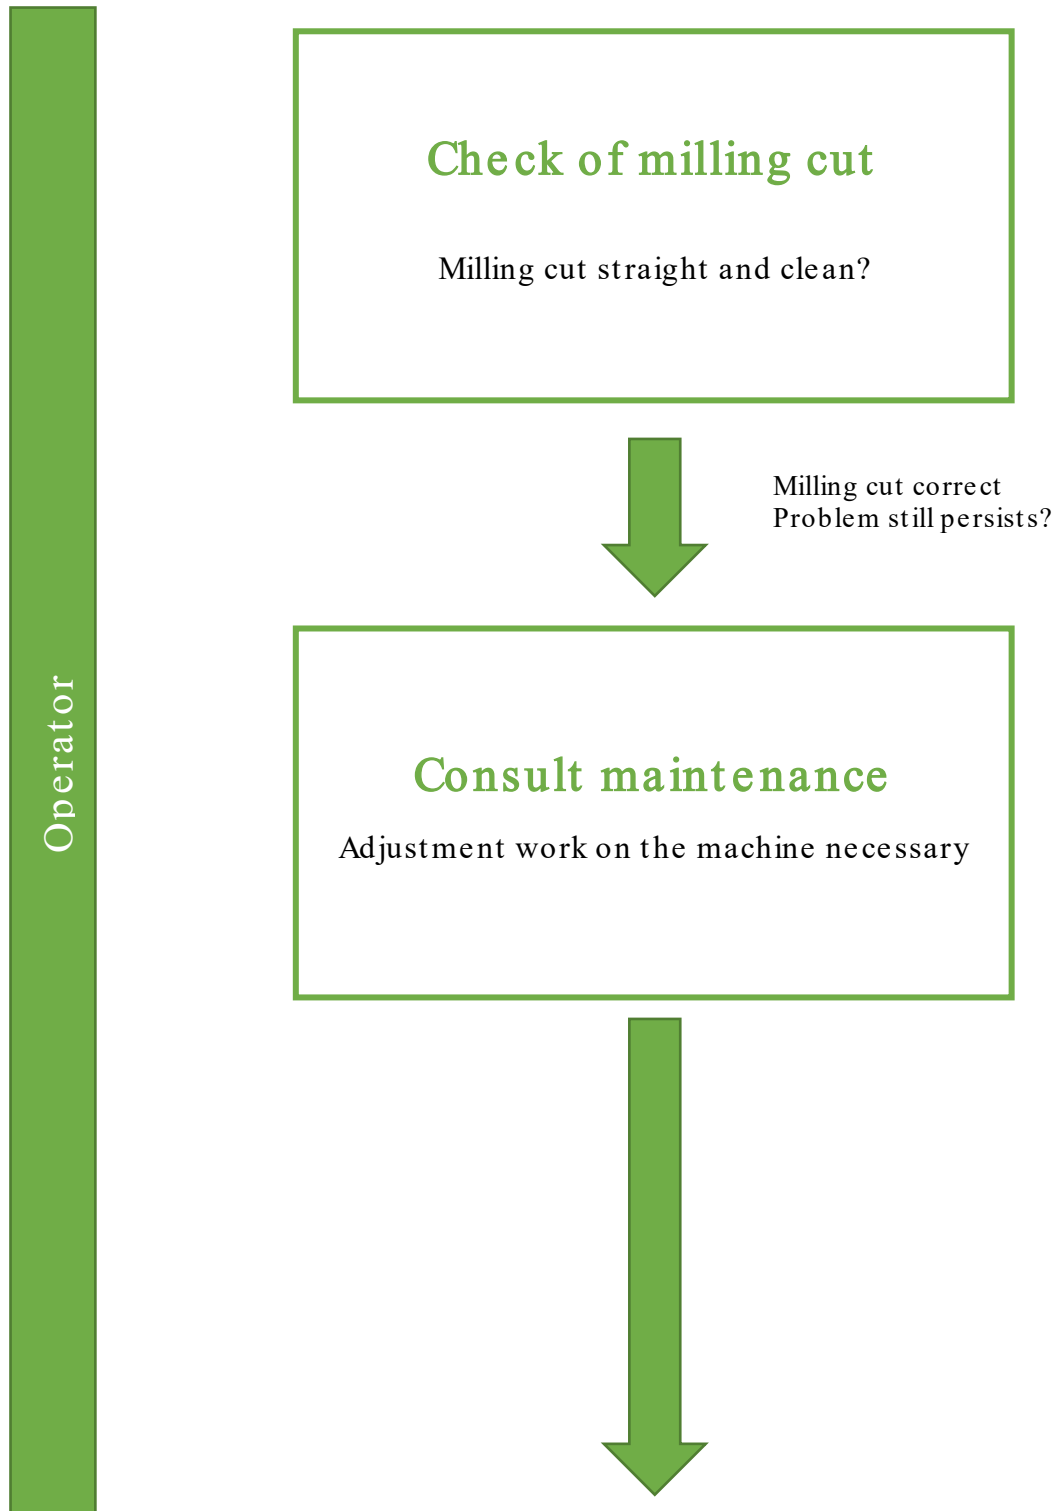 Check of milling cut
Milling cut straight and clean?
Milling cut correct
Problem still persists?
Operator
Consult maintenance
Adjustment work on the machine necessary